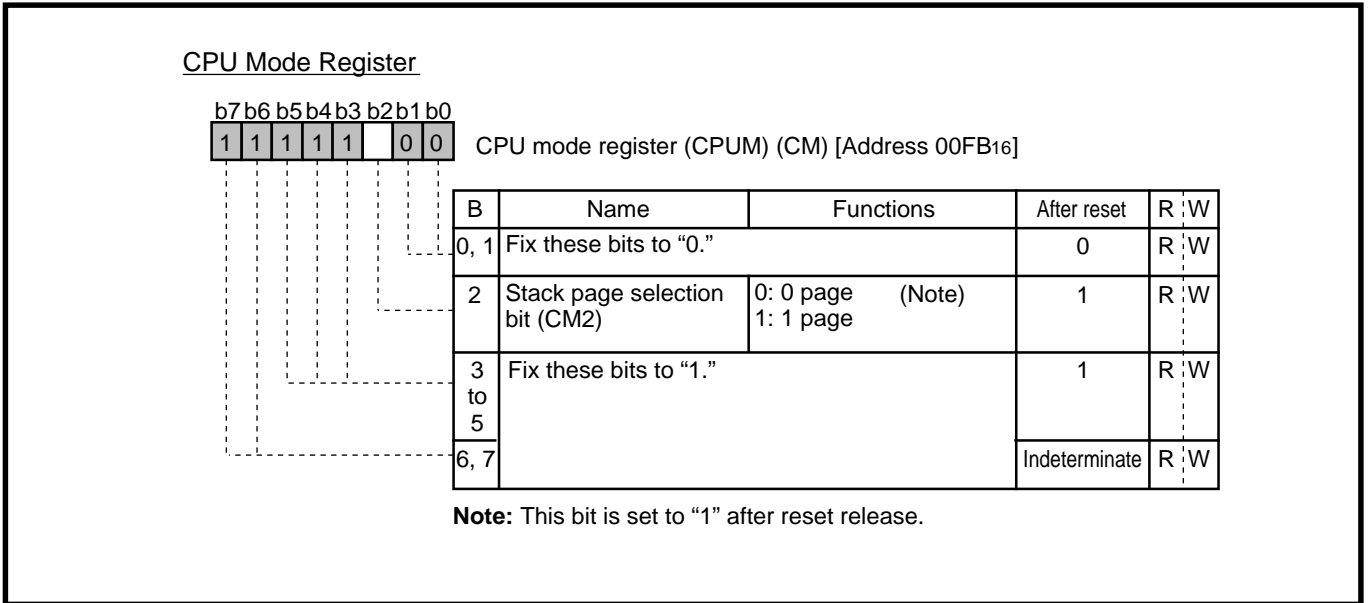 CPU Mode Register
b7 b6 b5 b4 b3 b2 b1 b0
1 1 1 1 1 0 0
CPU mode register (CPUM) (CM) [Address 00FB16]
B Name Functions After reset R W
0, 1 Fix these bits to “0.” 0 R W
2 Stack page selection 0: 0 page (Note) 1 R W
bit (CM2) 1: 1 page
3 Fix these bits to “1.” 1 R W
to
5
6, 7 Indeterminate R W
Note: This bit is set to “1” after reset release.